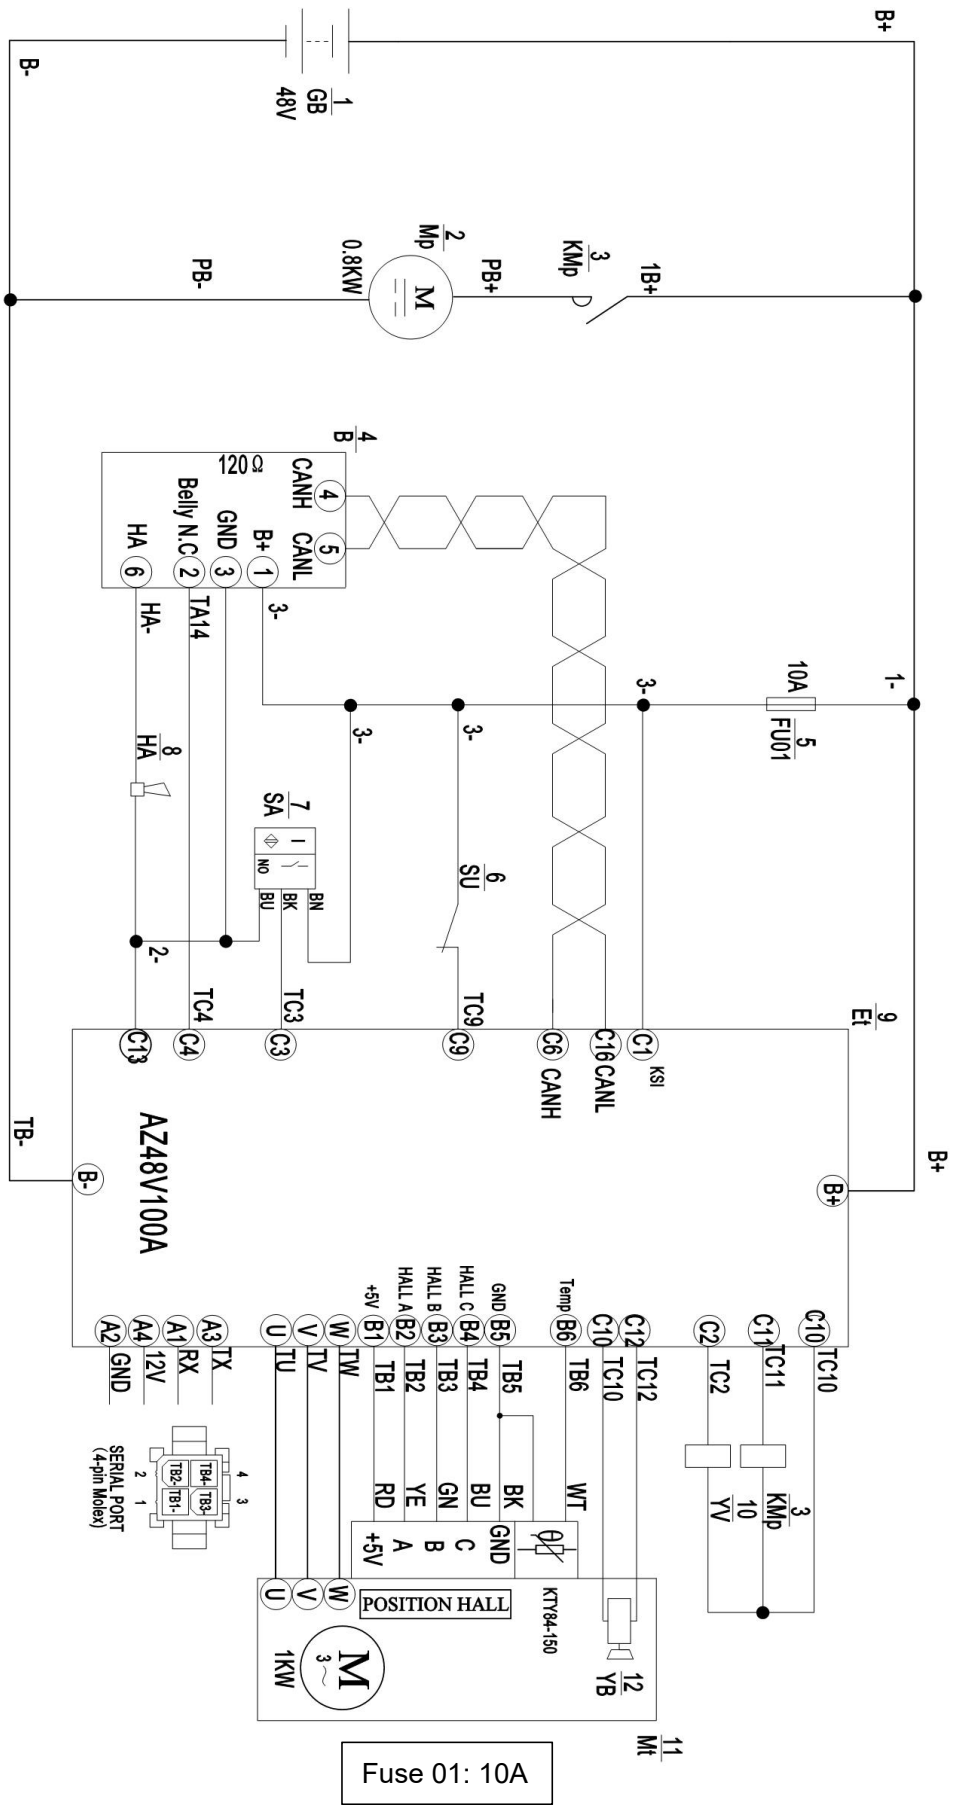 B+
B-
1
GB
48V
2
Mp
0.8KW
PB-
PB+
3
KMp
1B+
4
B
120Ω
CANH
4
CANL
5
B+
1
GND
3
Belly N.C
2
HA
6
3-
TA14
HA-
3-
3-
3-
1-
10A
5
FU01
8
HA
7
SA
NO
BU
BK
BN
6
SU
2-
TC4
TC3
TC9
9
Et
C13
C4
C3
C9
C6
CANH
C16
CANL
C1
KSI
TB-
B-
AZ48V100A
B+
B+
A2
GND
A4
12V
A1
RX
A3
TX
U
TU
V
TV
W
TW
+5V
B1
TB1
HALL A
B2
TB2
HALL B
B3
TB3
HALL C
B4
TB4
GND
B5
TB5
Temp
B6
TB6
C10
TC10
C12
TC12
C2
TC2
C11
TC11
C10
TC10
RD
YE
GN
BU
BK
WT
+5V
A
B
C
GND
θ
3
KMp
10
YV
SERIAL PORT
(4-pin Molex)
2
1
4
3
TB2-
TB1-
TB4-
TB3-
U
V
W
POSITION HALL
KTY84-150
M
3~
1KW
12
YB
11
Mt
M
Fuse 01: 10A